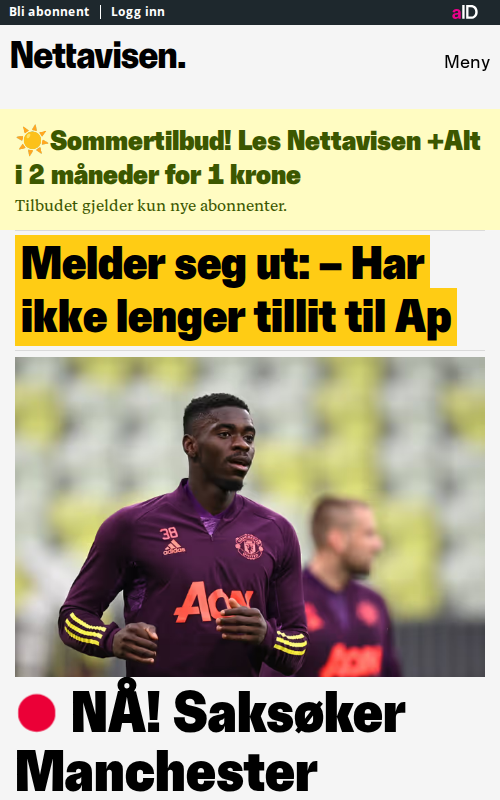 Bli abonnent | Logg inn
aID
Nettavisen.
Meny
☀️Sommertilbud! Les Nettavisen +Alt
i 2 måneder for 1 krone
Tilbudet gjelder kun nye abonnenter.
Melder seg ut: – Har
ikke lenger tillit til Ap
38
adidas
AON
NÅ! Saksøker
Manchester